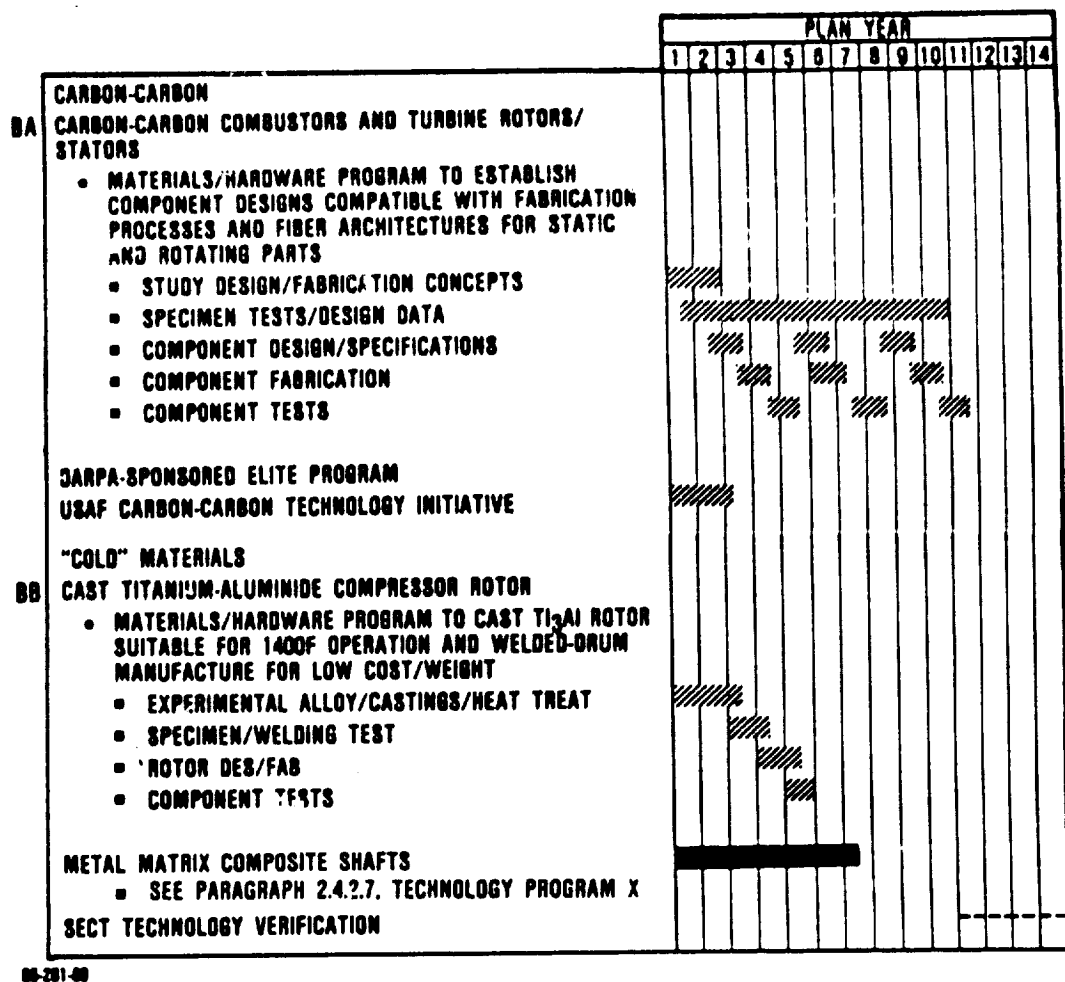 PLAN YEAR
1 2 3 4 5 6 7 8 9 10 11 12 13 14
CARBON-CARBON
BA CARBON-CARBON COMBUSTORS AND TURBINE ROTORS/
STATORS
• MATERIALS/HARDWARE PROGRAM TO ESTABLISH
COMPONENT DESIGNS COMPATIBLE WITH FABRICATION
PROCESSES AND FIBER ARCHITECTURES FOR STATIC
AND ROTATING PARTS
▪ STUDY DESIGN/FABRICATION CONCEPTS
▪ SPECIMEN TESTS/DESIGN DATA
▪ COMPONENT DESIGN/SPECIFICATIONS
▪ COMPONENT FABRICATION
▪ COMPONENT TESTS
DARPA-SPONSORED ELITE PROGRAM
USAF CARBON-CARBON TECHNOLOGY INITIATIVE
"COLD" MATERIALS
BB CAST TITANIUM-ALUMINIDE COMPRESSOR ROTOR
• MATERIALS/HARDWARE PROGRAM TO CAST Ti3Al ROTOR
SUITABLE FOR 1400F OPERATION AND WELDED-DRUM
MANUFACTURE FOR LOW COST/WEIGHT
▪ EXPERIMENTAL ALLOY/CASTINGS/HEAT TREAT
▪ SPECIMEN/WELDING TEST
▪ ROTOR DES/FAB
▪ COMPONENT TESTS
METAL MATRIX COMPOSITE SHAFTS
▪ SEE PARAGRAPH TECHNOLOGY PROGRAM X
SECT TECHNOLOGY VERIFICATION